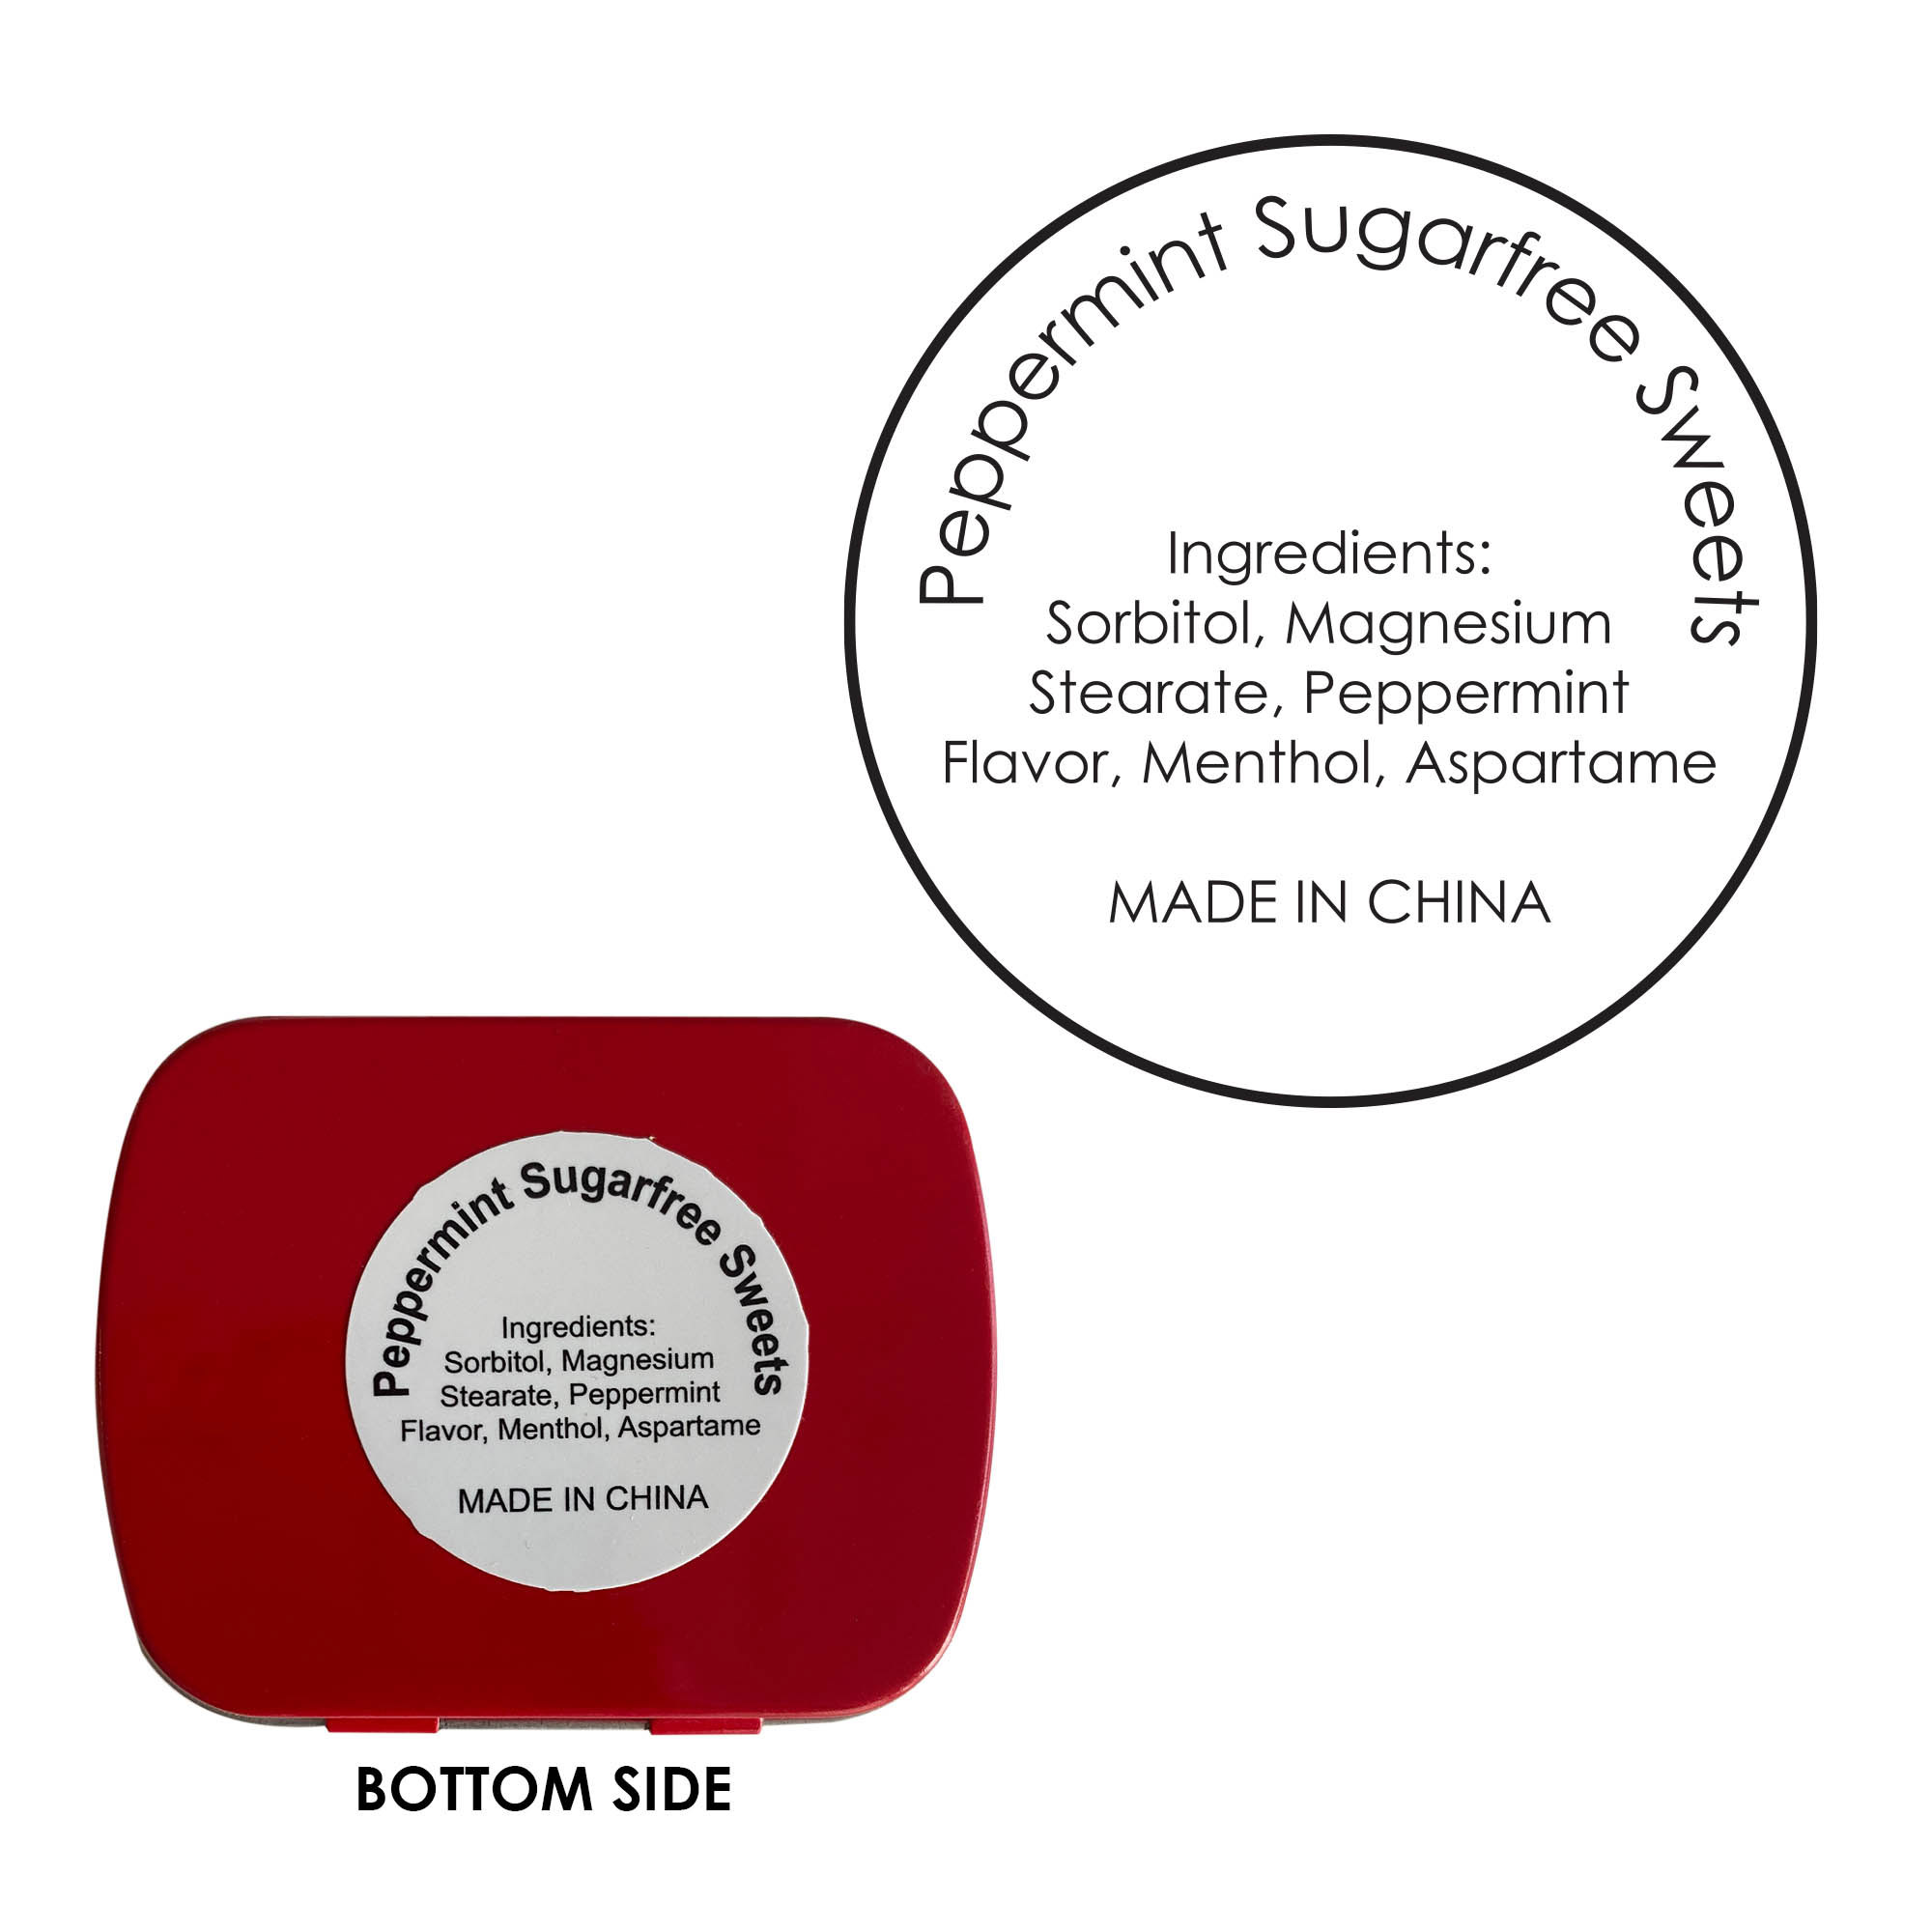 Peppermint Sugarfree Sweets
Ingredients:
Sorbitol, Magnesium
Stearate, Peppermint
Flavor, Menthol, Aspartame
MADE IN CHINA
Peppermint Sugarfree Sweets
Ingredients:
Sorbitol, Magnesium
Stearate, Peppermint
Flavor, Menthol, Aspartame
MADE IN CHINA
BOTTOM SIDE